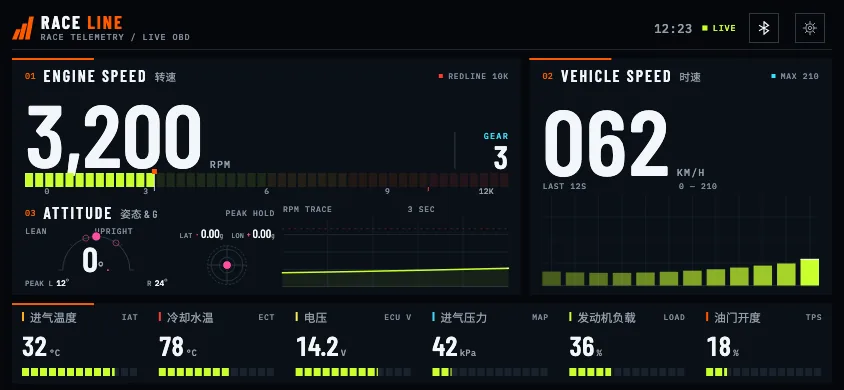 RACE LINE
RACE TELEMETRY / LIVE OBD
12:23 LIVE
01 ENGINE SPEED 转速 REDLINE 10K
3,200 RPM
GEAR
3
0 3 6 9 12K
02 VEHICLE SPEED 时速 MAX 210
062 KM/H
LAST 12S 0 – 210
03 ATTITUDE 姿态 & G PEAK HOLD
LEAN UPRIGHT
0°
PEAK L 12° R 24°
LAT - 0.00g LON + 0.00g
RPM TRACE 3 SEC
进气温度 IAT
32 °C
冷却水温 ECT
78 °C
电压 ECU V
14.2 V
进气压力 MAP
42 kPa
发动机负载 LOAD
36 %
油门开度 TPS
18 %